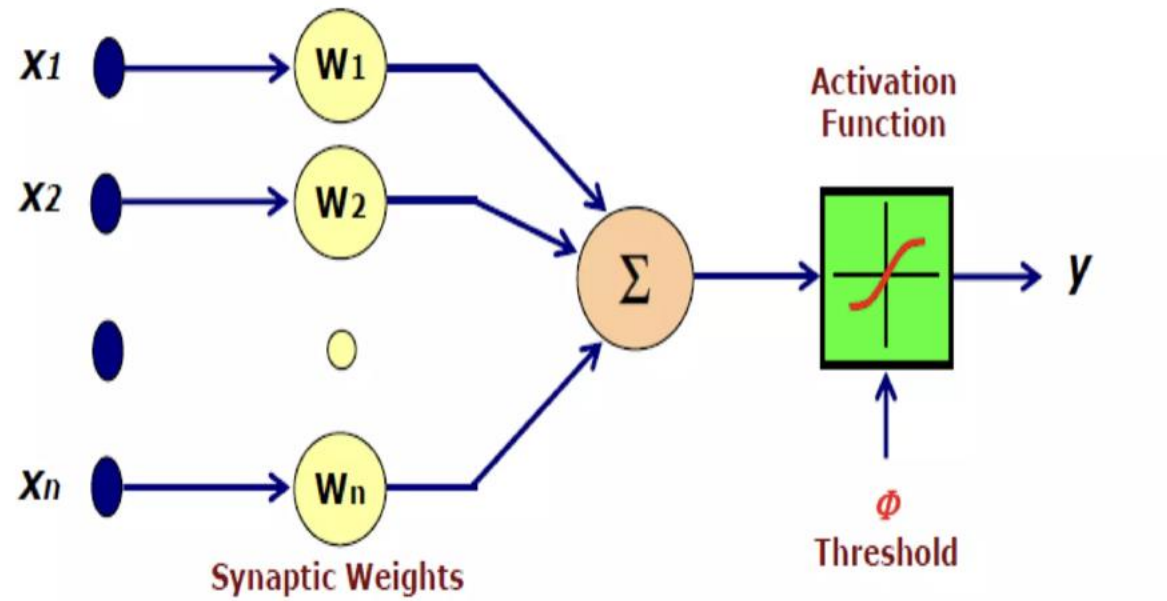 x1
W1
x2
W2
xn
Wn
Synaptic Weights
Σ
Activation
Function
y
Φ
Threshold